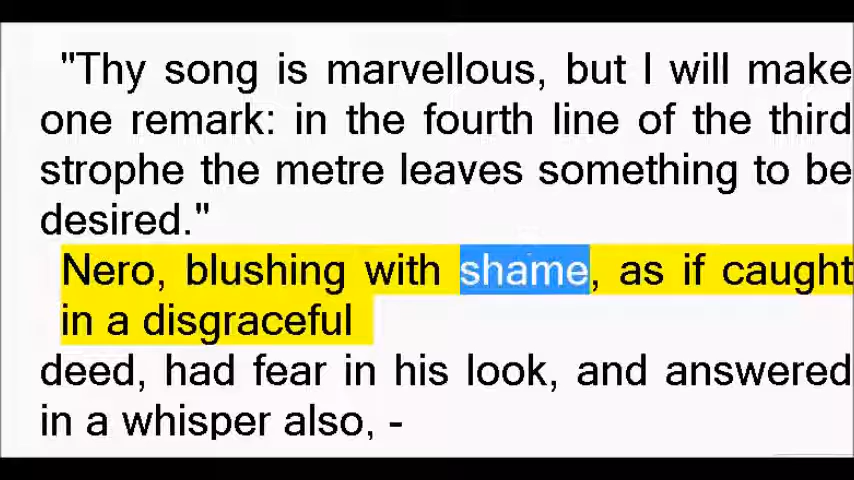 "Thy song is marvellous, but I will make
one remark: in the fourth line of the third
strophe the metre leaves something to be
desired."
Nero, blushing with shame, as if caught
in a disgraceful
deed, had fear in his look, and answered
in a whisper also, -